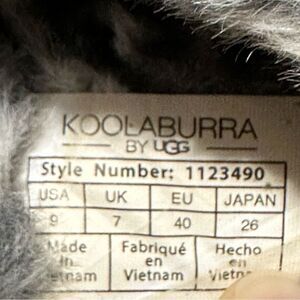 KOOLABURRA
BY UGG
Style Number: 1123490
USA UK EU JAPAN
9 7 40 26
Made Fabriqué Hecho
in en en
Vietnam Vietnam Vietnam